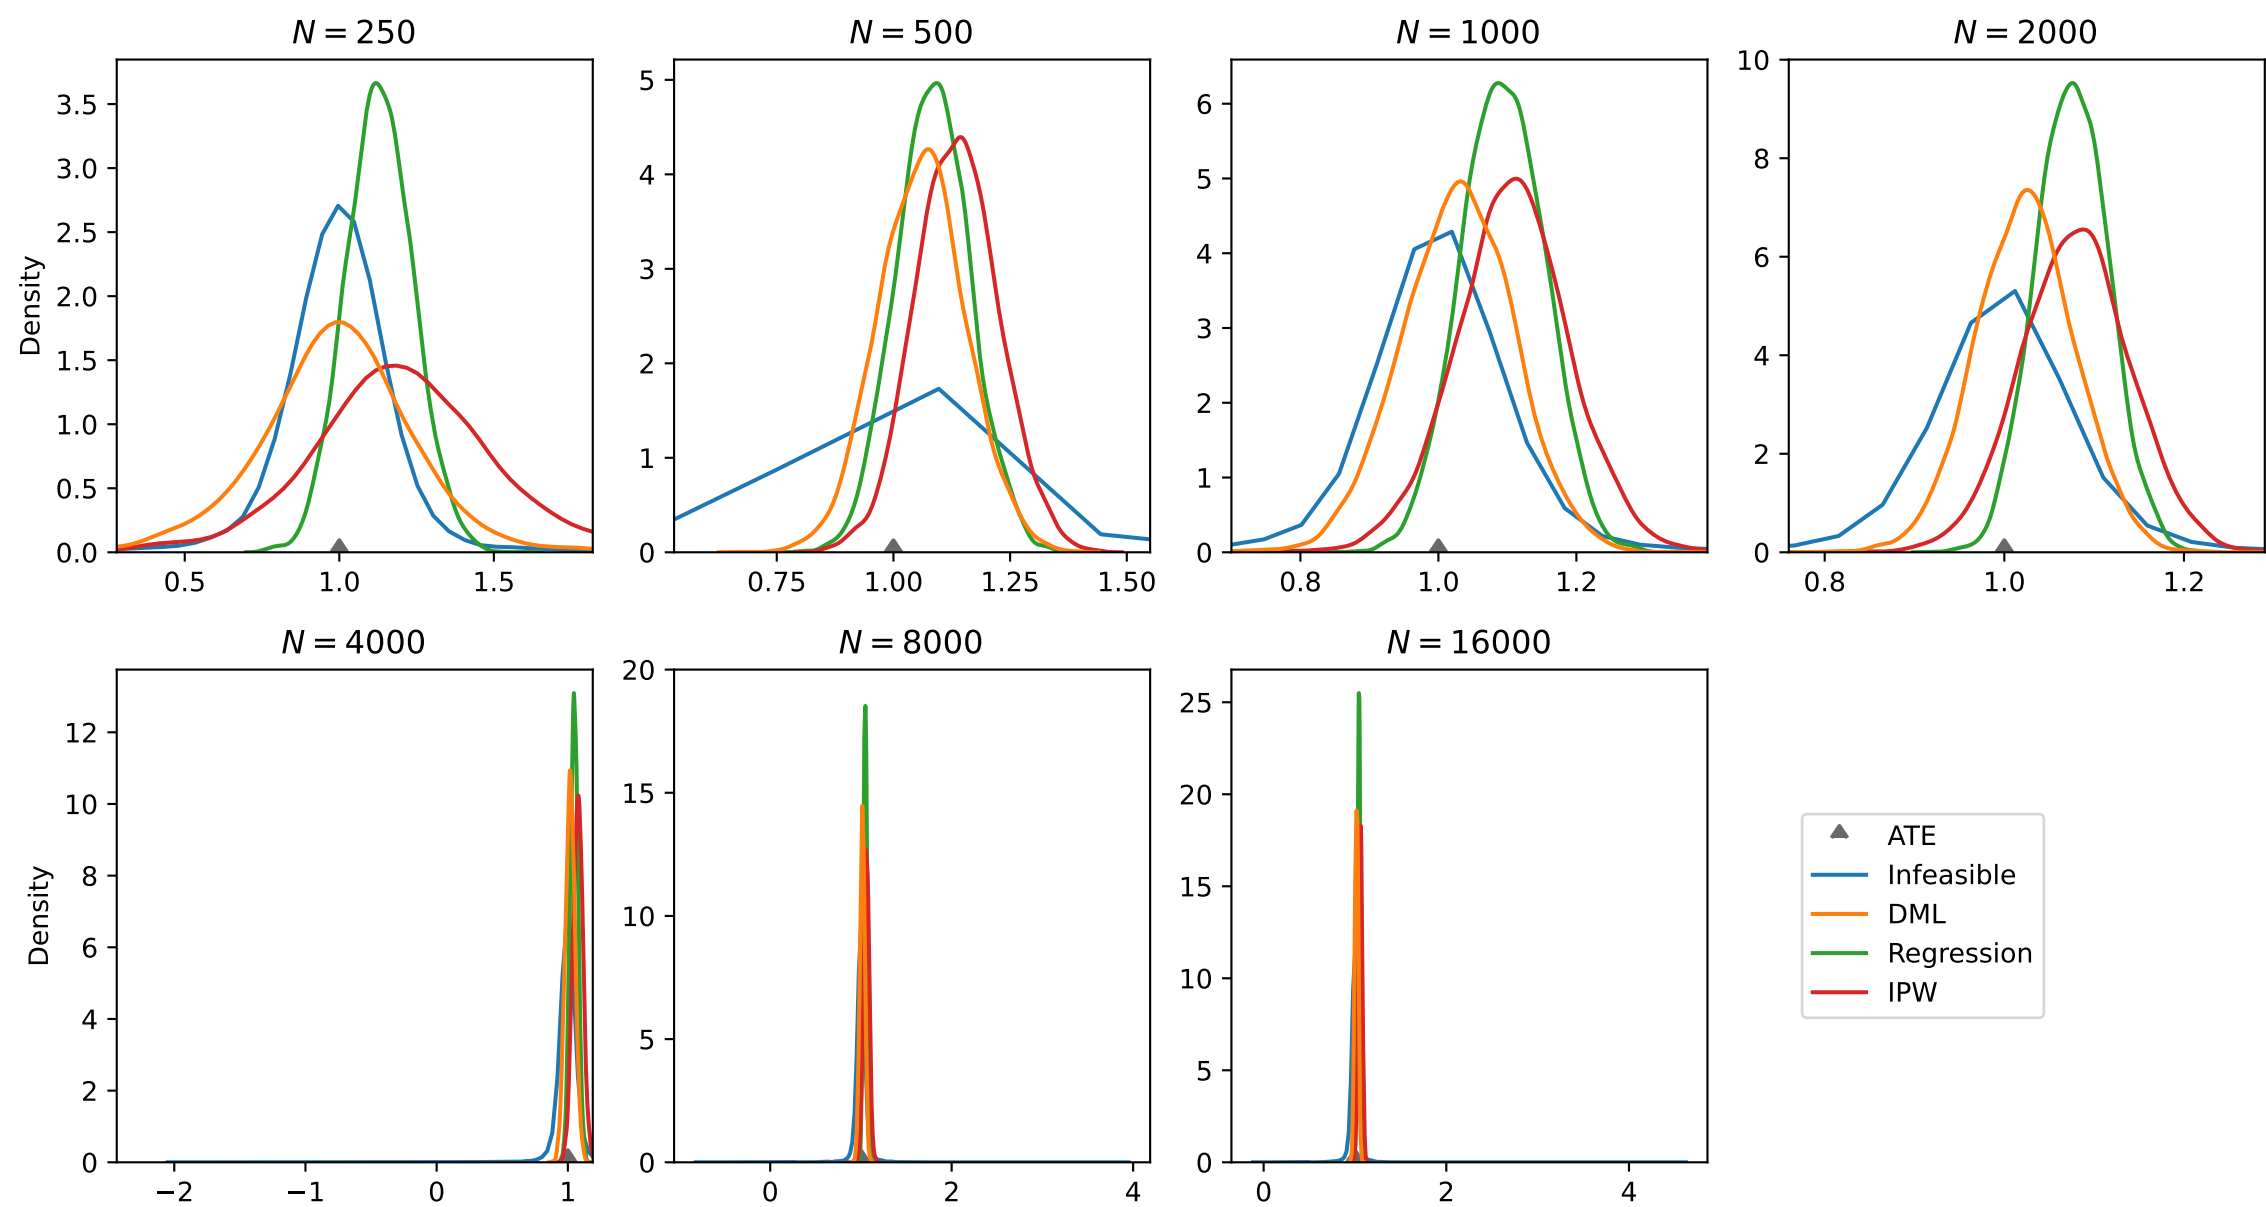 N = 250
N = 500
N = 1000
N = 2000
Density
3.5
3.0
2.5
2.0
1.5
1.0
0.5
0.0
0.5 1.0 1.5
5
4
3
2
1
0
0.75 1.00 1.25 1.50
6
5
4
3
2
1
0
0.8 1.0 1.2
10
8
6
4
2
0
0.8 1.0 1.2
N = 4000
N = 8000
N = 16000
Density
12
10
8
6
4
2
0
−2 −1 0 1
20
15
10
5
0
0 2 4
25
20
15
10
5
0
0 2 4
ATE
Infeasible
DML
Regression
IPW